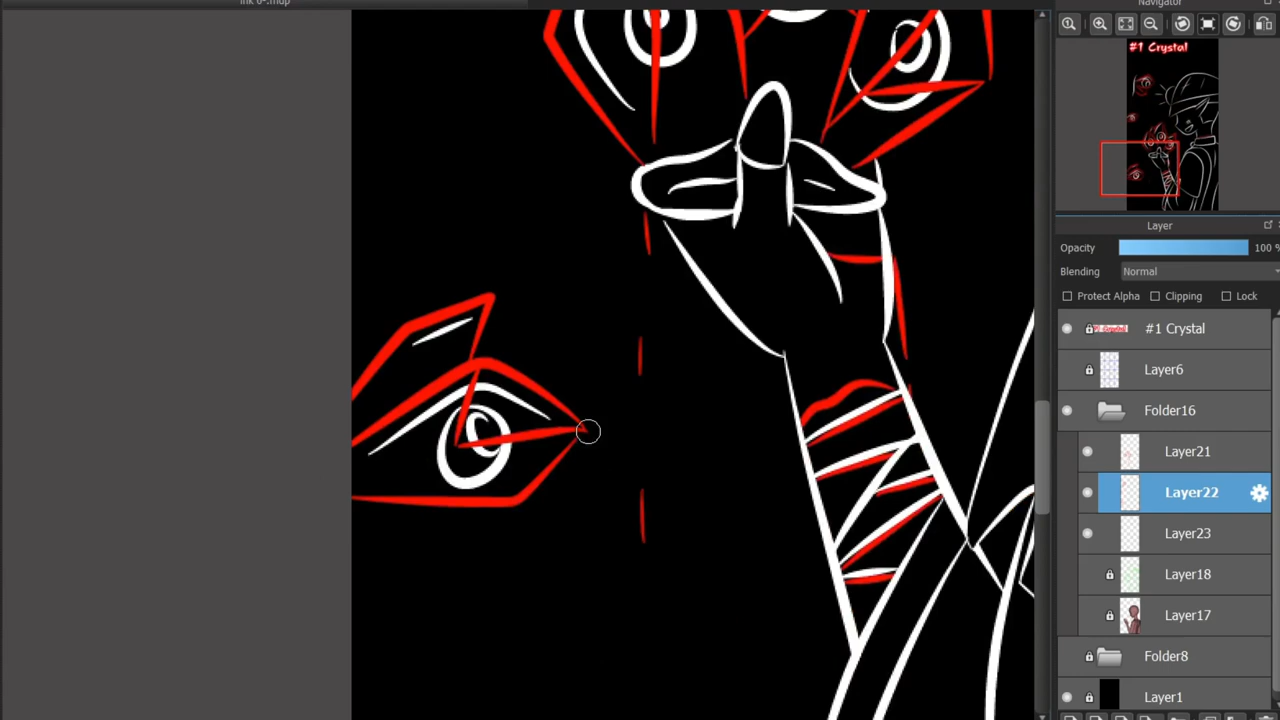 ink 6-.mdp
Navigator
#1 Crystal
Layer
Opacity 100 %
Blending Normal
Protect Alpha Clipping Lock
#1 Crystal
Layer6
Folder16
Layer21
Layer22
Layer23
Layer18
Layer17
Folder8
Layer1